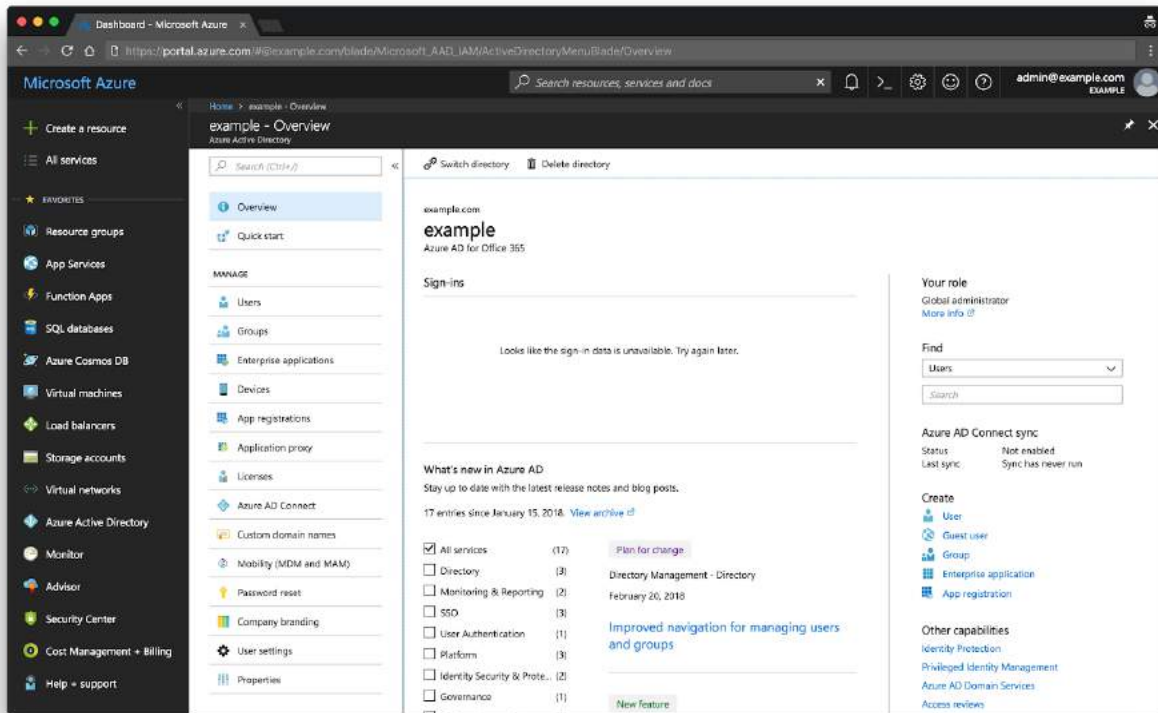 Dashboard - Microsoft Azure
https://portal.azure.com/#@example.com/blade/Microsoft_AAD_IAM/ActiveDirectoryMenuBlade/Overview
Microsoft Azure
Search resources, services and docs
admin@example.com
EXAMPLE
Create a resource
All services
FAVORITES
Resource groups
App Services
Function Apps
SQL databases
Azure Cosmos DB
Virtual machines
Load balancers
Storage accounts
Virtual networks
Azure Active Directory
Monitor
Advisor
Security Center
Cost Management + Billing
Help + support
Home > example - Overview
example - Overview
Azure Active Directory
Search (Ctrl+/)
Overview
Quick start
MANAGE
Users
Groups
Enterprise applications
Devices
App registrations
Application proxy
Licenses
Azure AD Connect
Custom domain names
Mobility (MDM and MAM)
Password reset
Company branding
User settings
Properties
Switch directory Delete directory
example.com
example
Azure AD for Office 365
Sign-ins
Looks like the sign-in data is unavailable. Try again later.
What's new in Azure AD
Stay up to date with the latest release notes and blog posts.
17 entries since January 15, 2018. View archive
All services (17)
Directory (3)
Monitoring & Reporting (2)
SSO (3)
User Authentication (1)
Platform (3)
Identity Security & Prote... (2)
Governance (1)
Plan for change
Directory Management - Directory
February 20, 2018
Improved navigation for managing users
and groups
New feature
Your role
Global administrator
More info
Find
Users
Search
Azure AD Connect sync
Status Not enabled
Last sync Sync has never run
Create
User
Guest user
Group
Enterprise application
App registration
Other capabilities
Identity Protection
Privileged Identity Management
Azure AD Domain Services
Access reviews